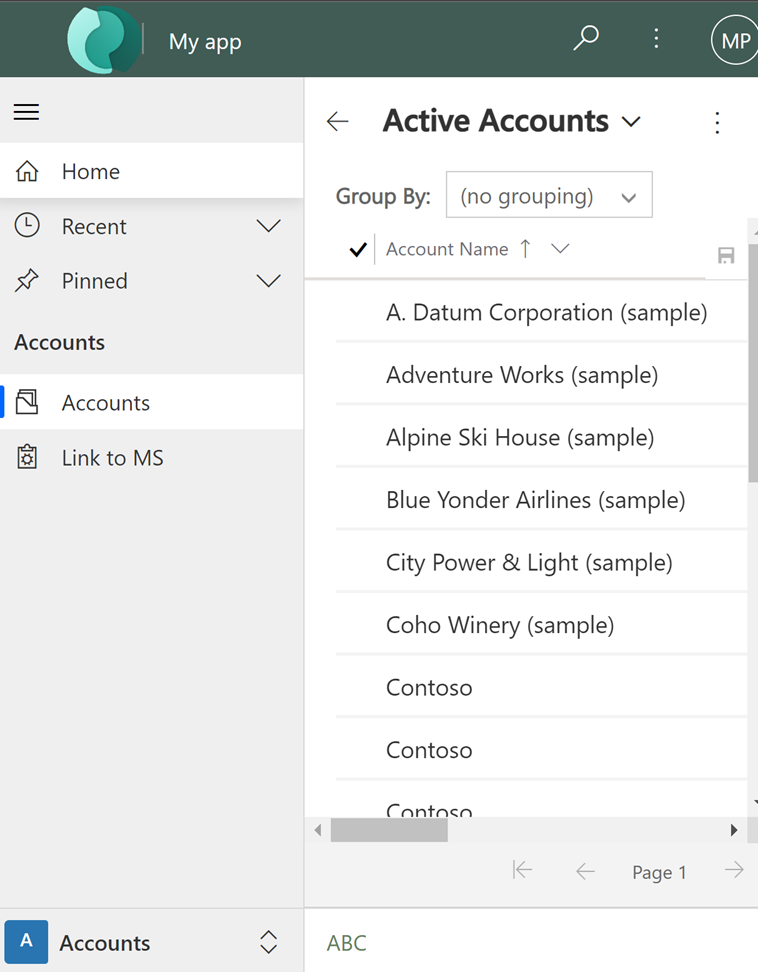 My app
MP
Home
Recent
Pinned
Accounts
Accounts
Link to MS
A
Accounts
Active Accounts
Group By: (no grouping)
Account Name
A. Datum Corporation (sample)
Adventure Works (sample)
Alpine Ski House (sample)
Blue Yonder Airlines (sample)
City Power & Light (sample)
Coho Winery (sample)
Contoso
Contoso
Contoso
Page 1
ABC